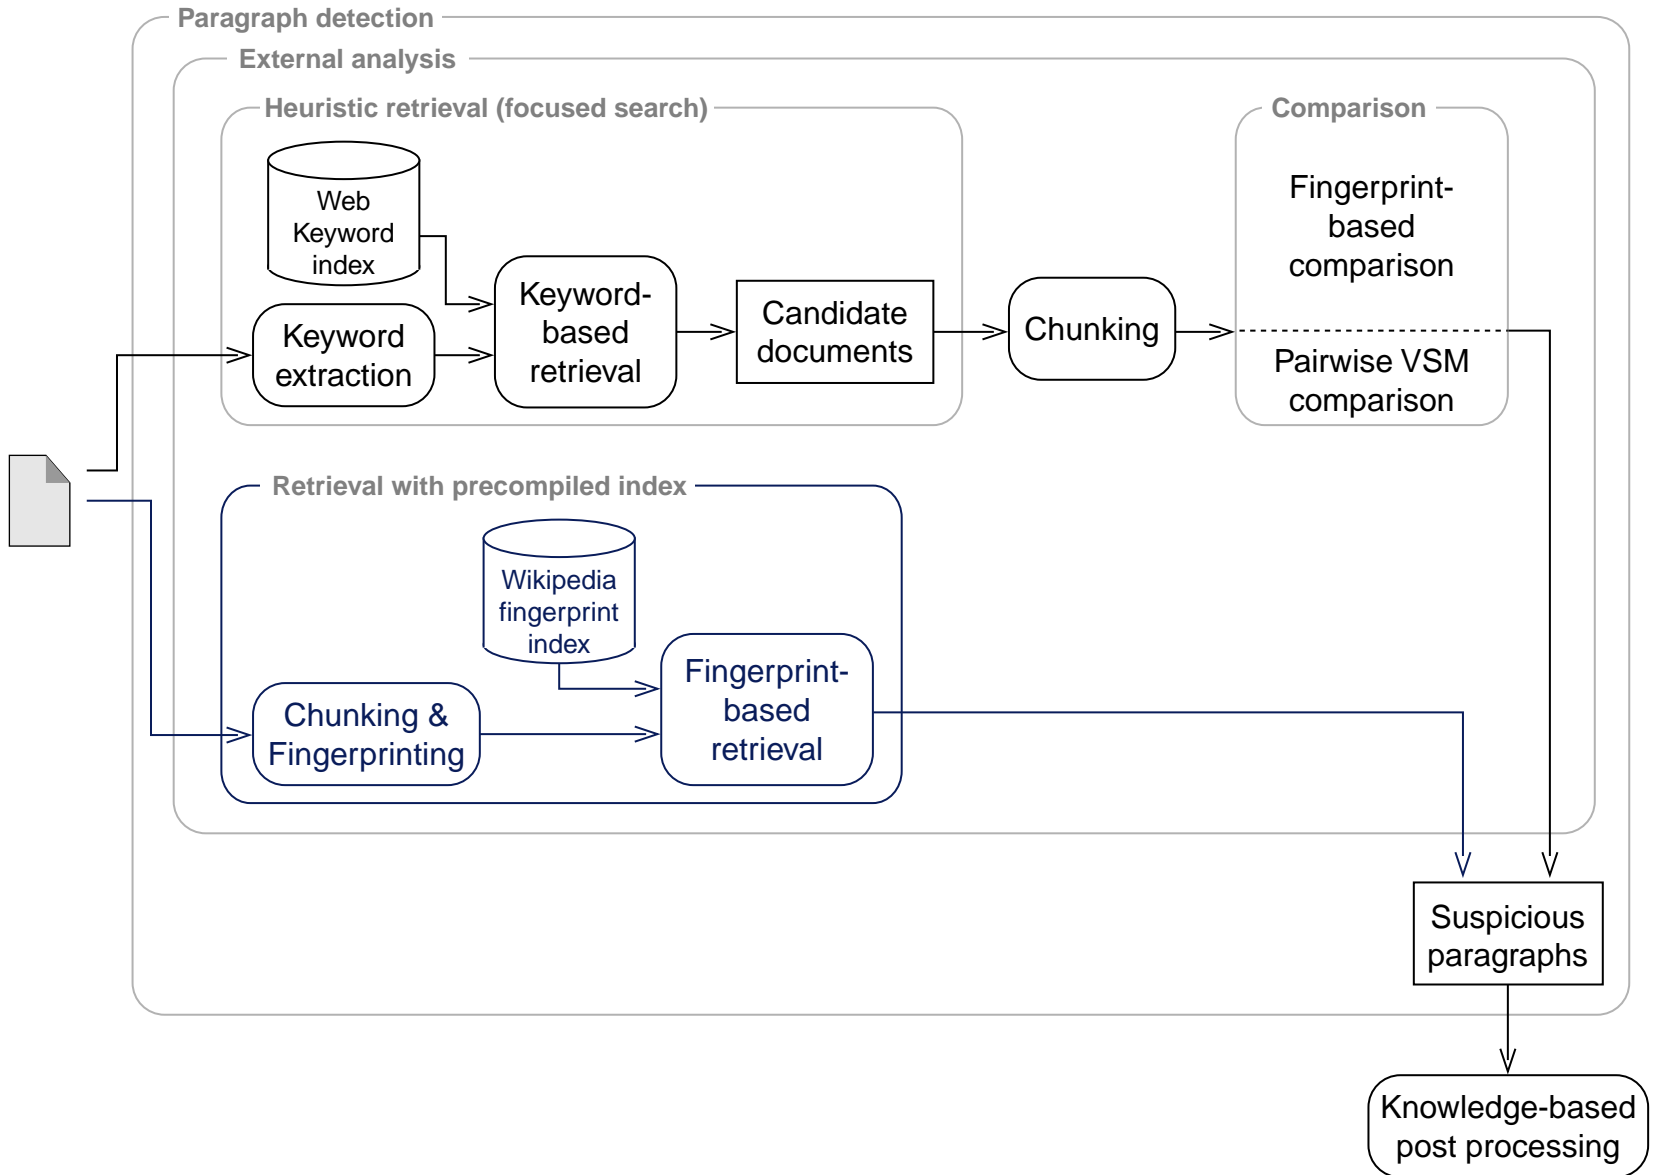 Paragraph detection
External analysis
Heuristic retrieval (focused search)
Comparison
Web
Keyword
index
Keyword
extraction
Keyword-
based
retrieval
Candidate
documents
Chunking
Fingerprint-
based
comparison
Pairwise VSM
comparison
Retrieval with precompiled index
Wikipedia
fingerprint
index
Chunking &
Fingerprinting
Fingerprint-
based
retrieval
Suspicious
paragraphs
Knowledge-based
post processing